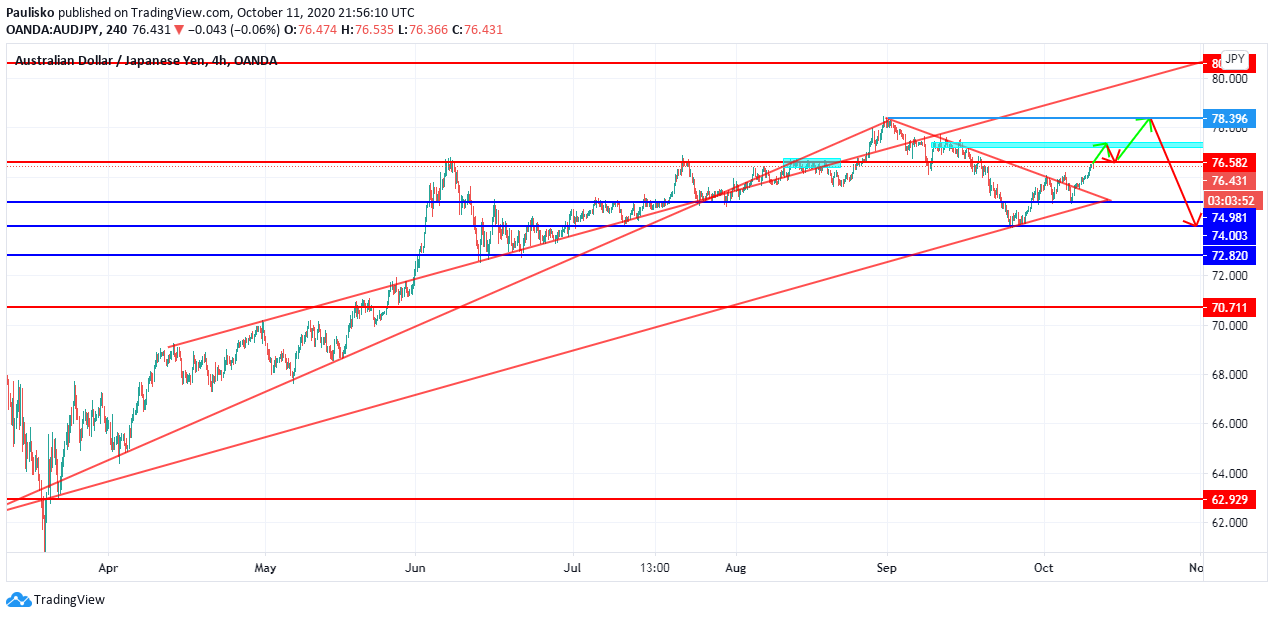 Paulisko published on TradingView.com, October 11, 2020 21:56:10 UTC
OANDA:AUDJPY, 240 76.431 ▼ −0.043 (−0.06%) O:76.474 H:76.535 L:76.366 C:76.431
Australian Dollar / Japanese Yen, 4h, OANDA
JPY
80.000
78.396
78.000
76.582
76.431
03:03:52
74.981
74.003
72.820
72.000
70.711
70.000
68.000
66.000
64.000
62.929
62.000
Apr May Jun Jul 13:00 Aug Sep Oct
TradingView